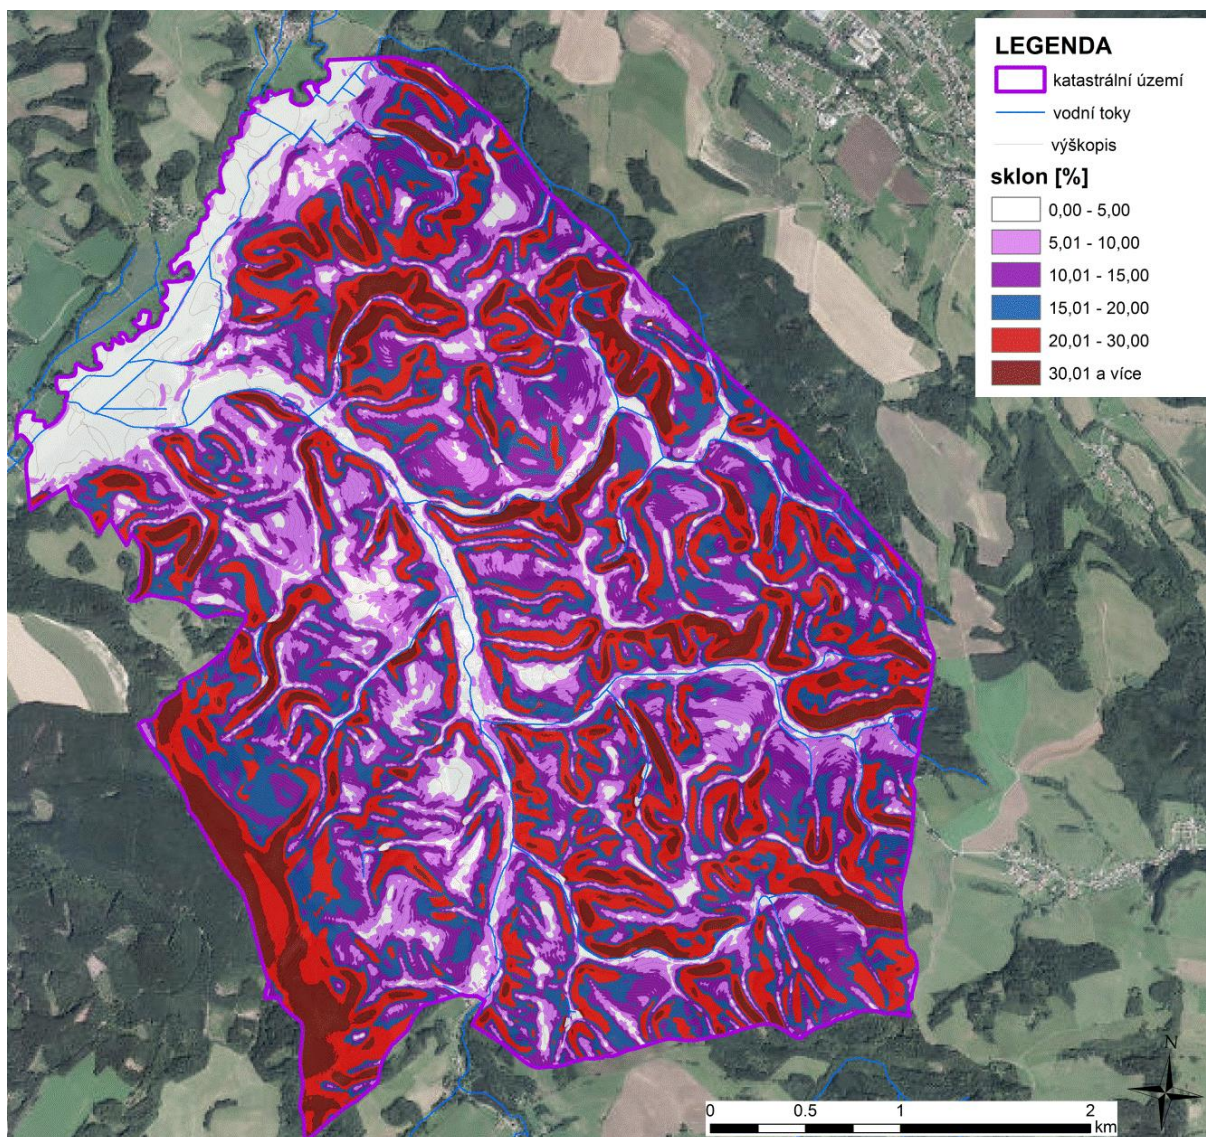 LEGENDA
katastrální území
vodní toky
výškopis
sklon [%]
0,00 - 5,00
5,01 - 10,00
10,01 - 15,00
15,01 - 20,00
20,01 - 30,00
30,01 a více
N
0 0.5 1 2
km